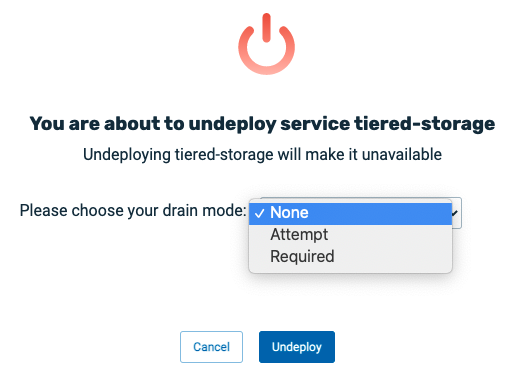 You are about to undeploy service tiered-storage
Undeploying tiered-storage will make it unavailable
Please choose your drain mode: ✓ None
Attempt
Required
Cancel Undeploy